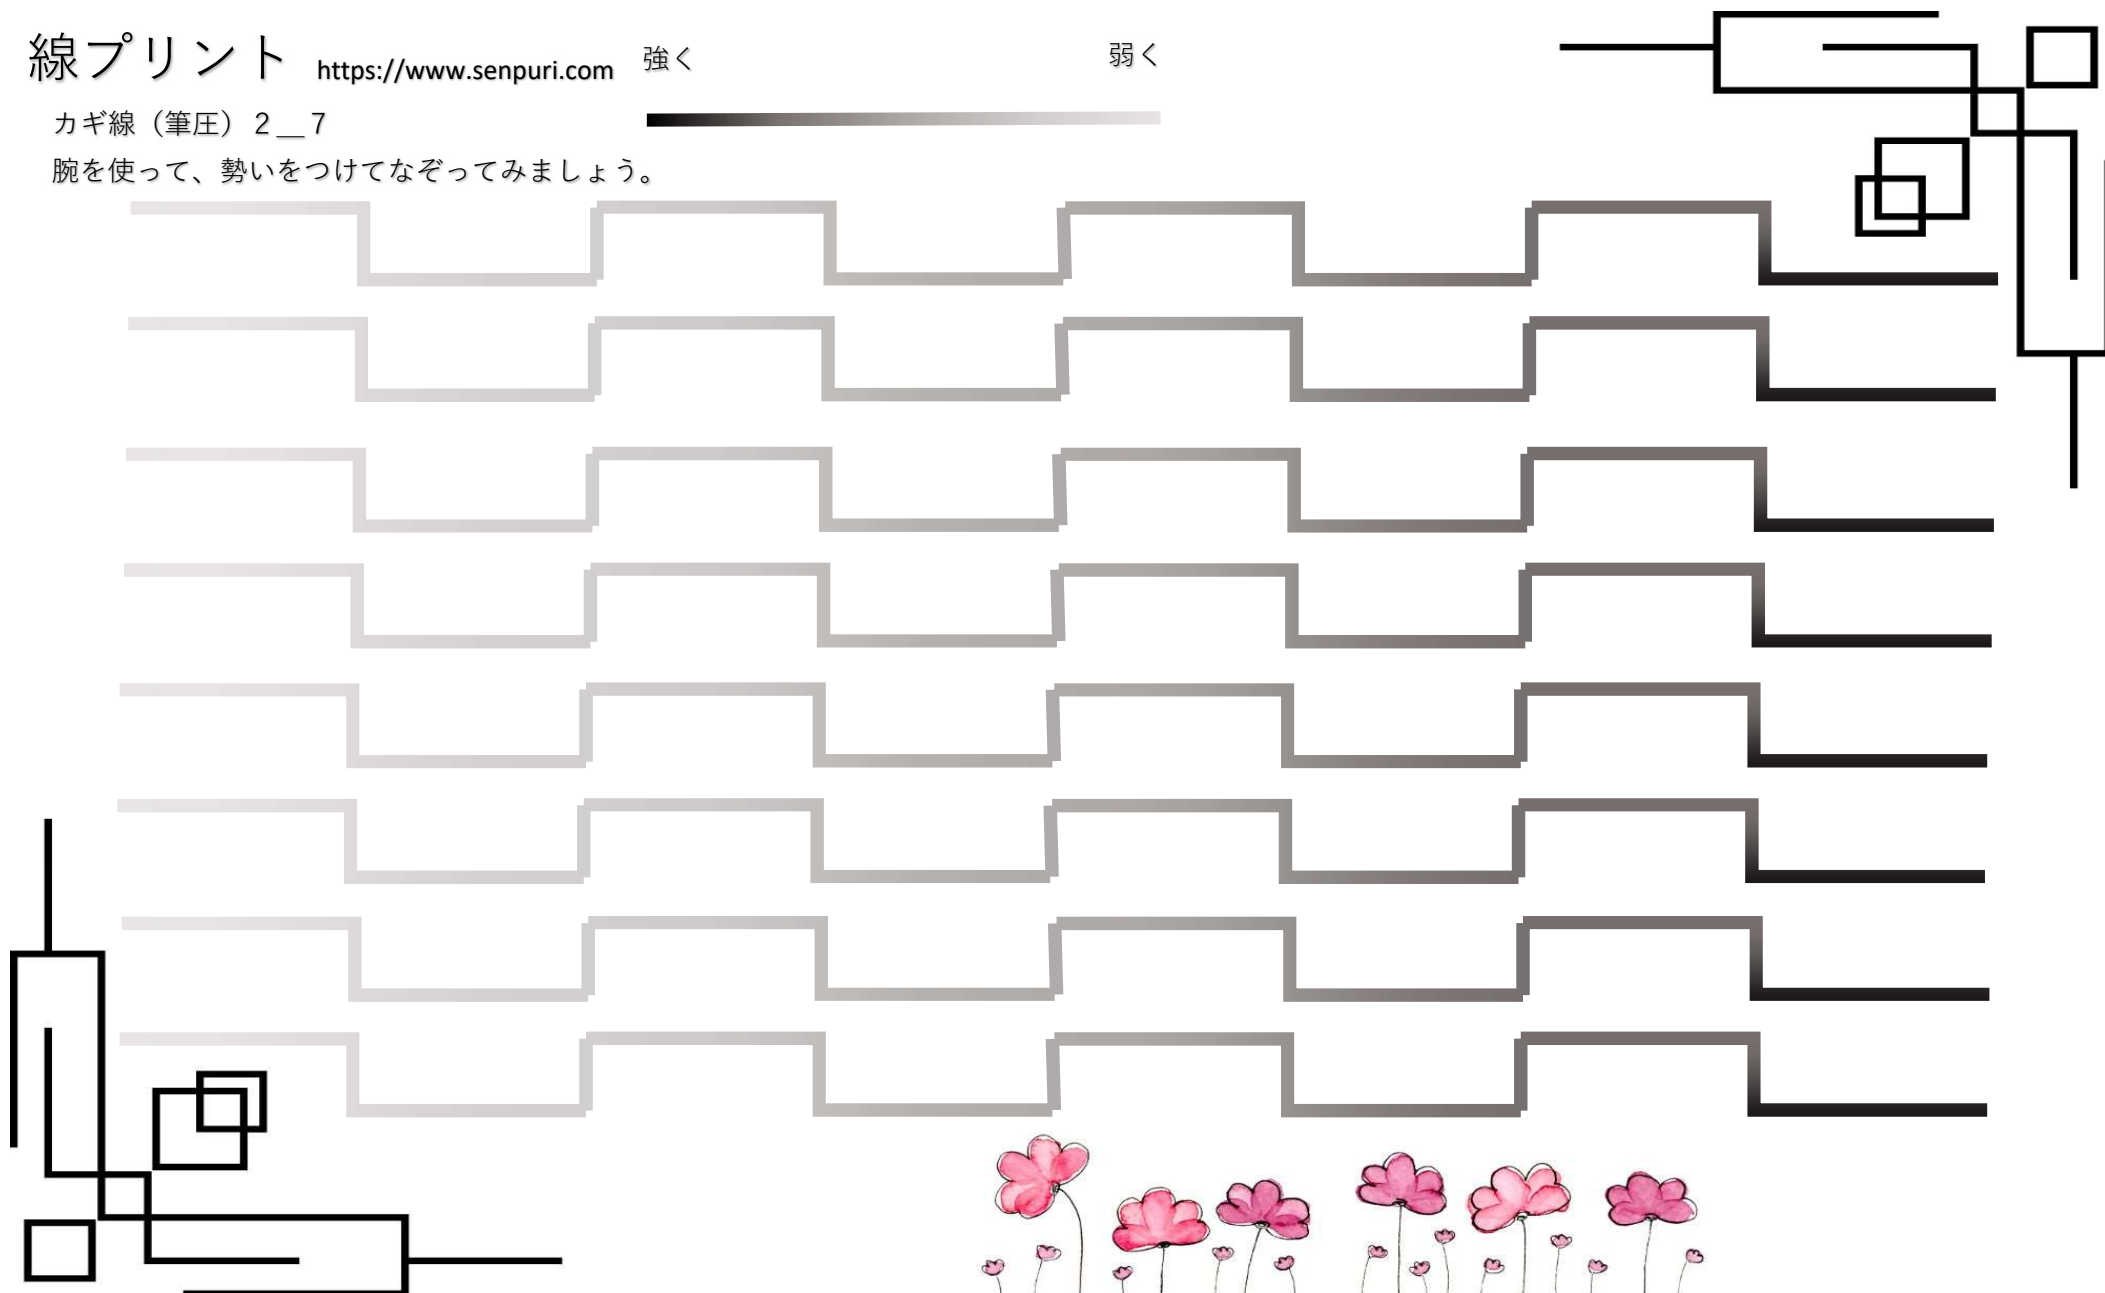 線プリント https://www.senpuri.com 強く 弱く
カギ線（筆圧）２＿７
腕を使って、勢いをつけてなぞってみましょう。